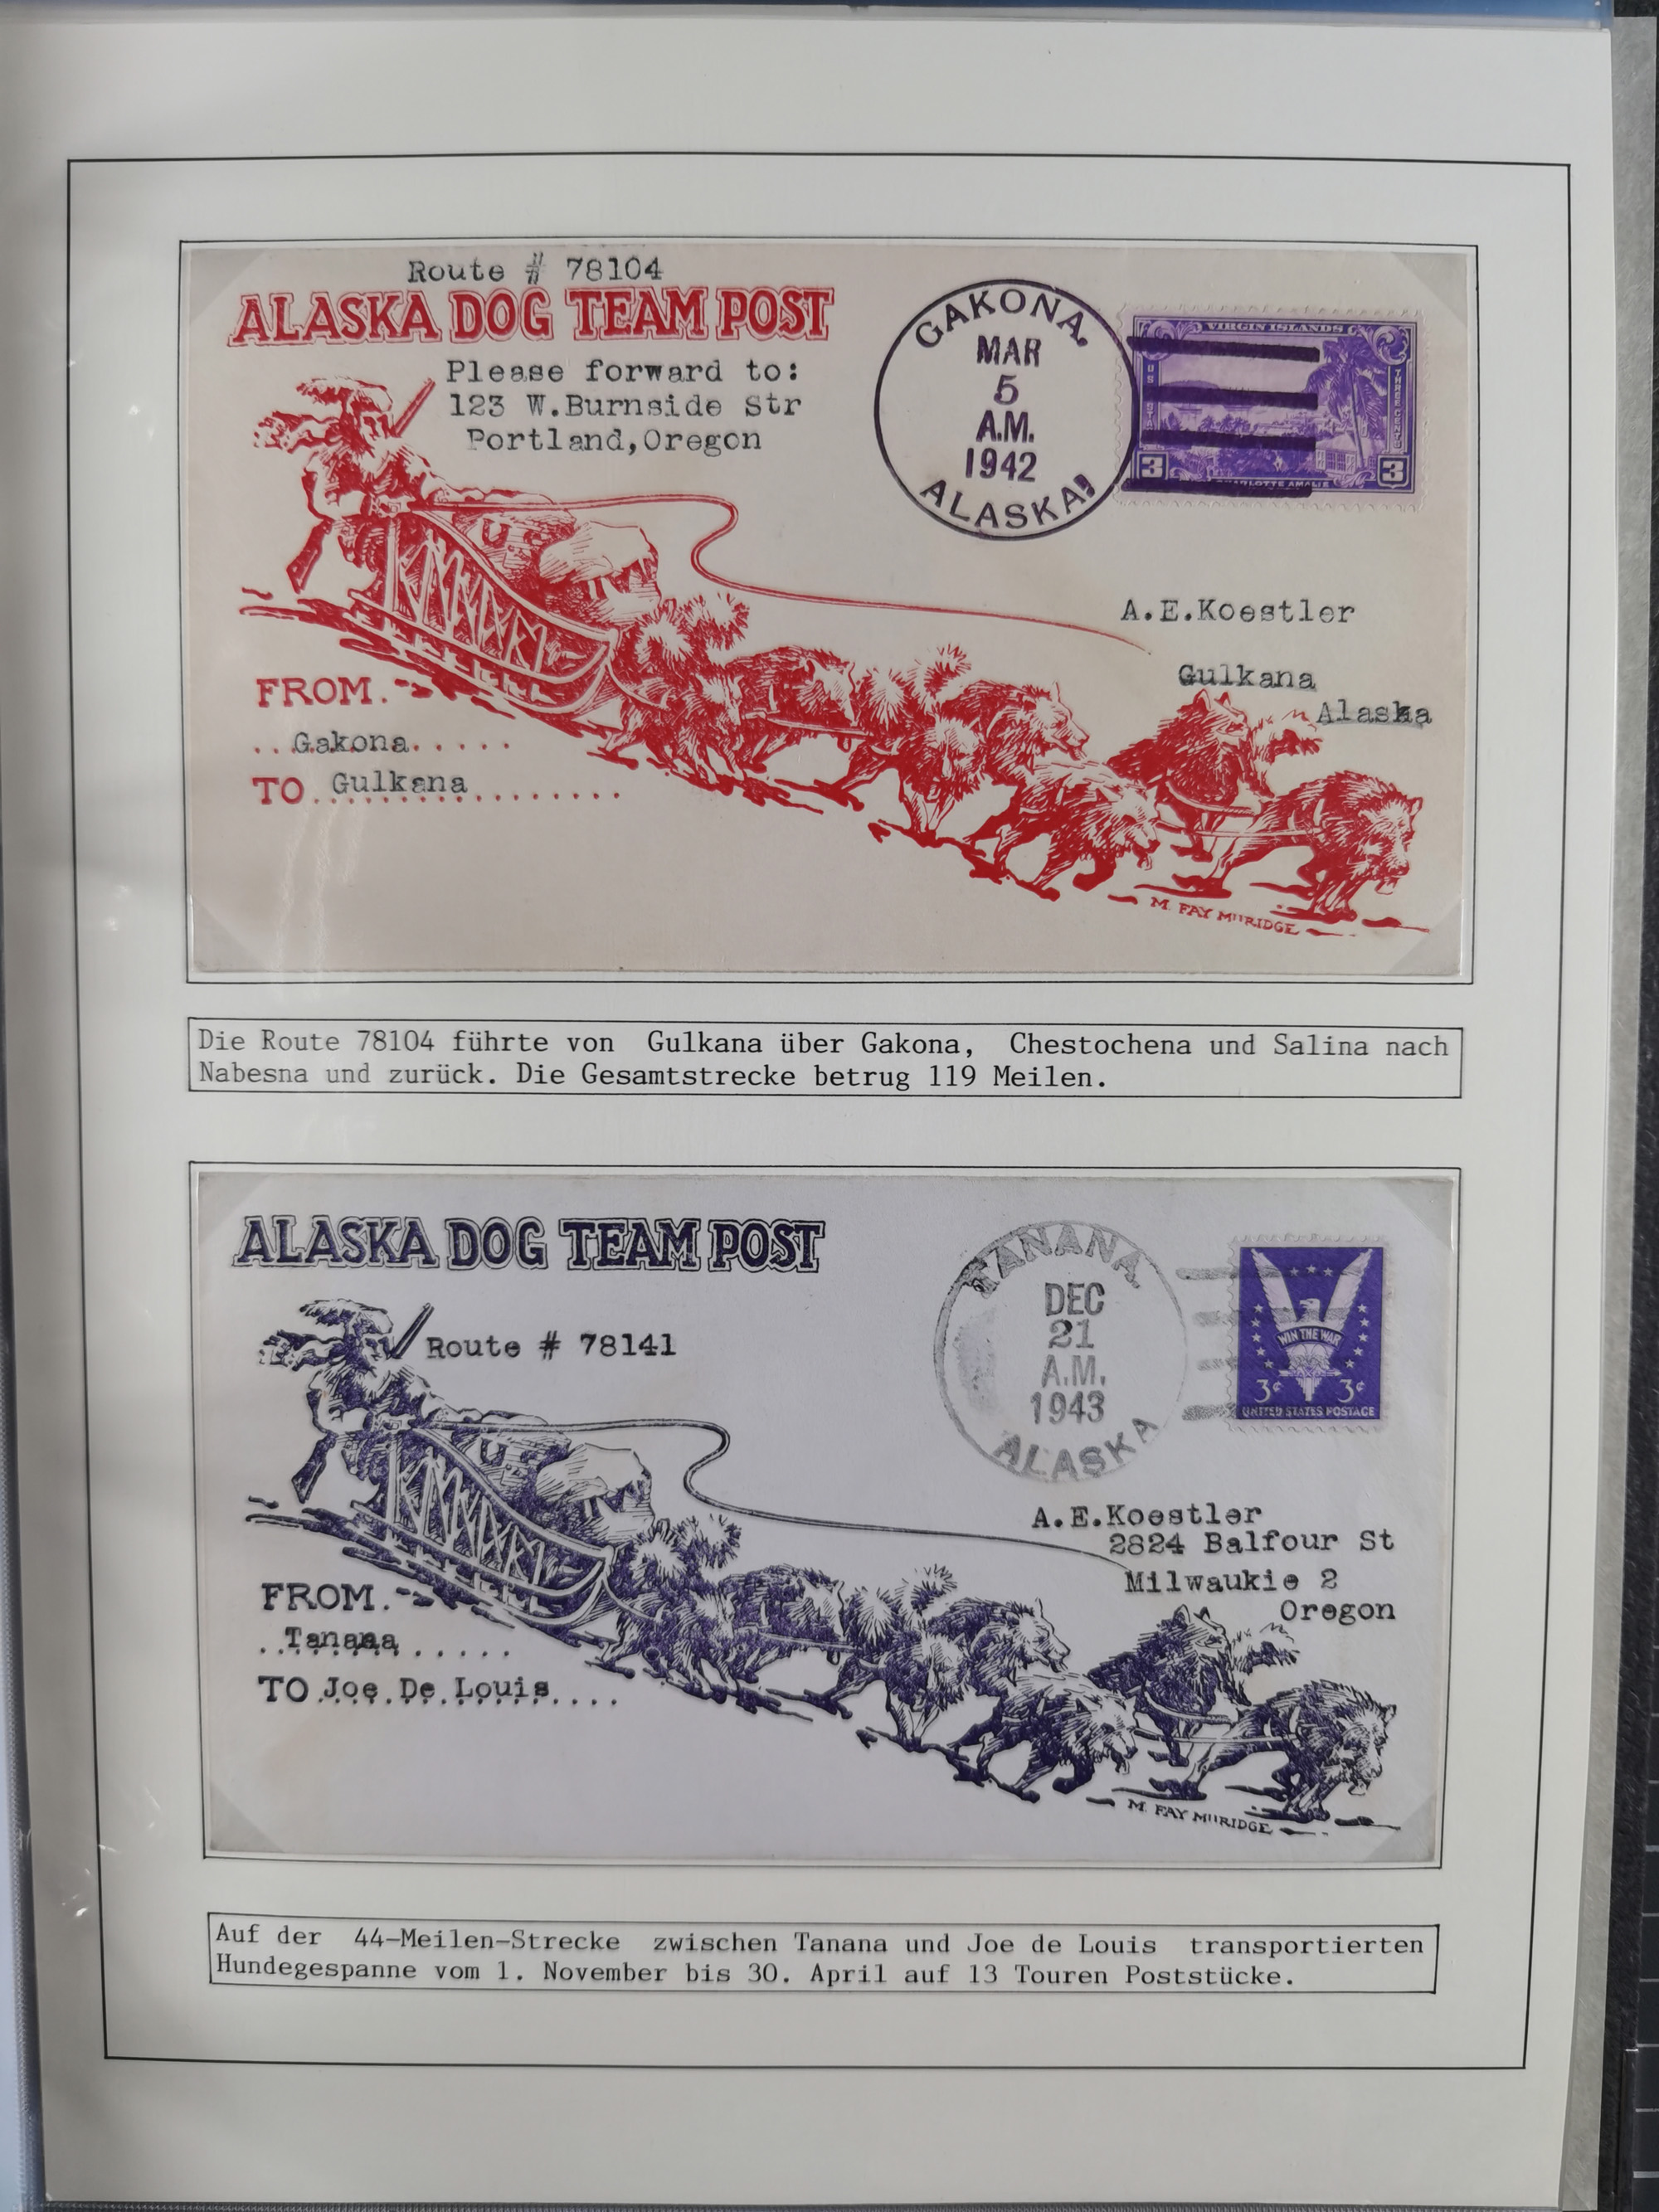 Route # 78104
ALASKA DOG TEAM POST
Please forward to:
123 W.Burnside Str
Portland,Oregon
GAKONA,
MAR
5
A.M.
1942
ALASKA
VIRGIN ISLANDS
THREE CENTS
3 3
CHARLOTTE AMALIE
A.E.Koestler
Gulkana
Alaska
FROM.
..Gakona.....
TO Gulkana
M. FAY MURIDGE
Die Route 78104 führte von Gulkana über Gakona, Chestochena und Salina nach
Nabesna und zurück. Die Gesamtstrecke betrug 119 Meilen.
ALASKA DOG TEAM POST
Route # 78141
TANANA
DEC
21
A.M.
1943
ALASKA
WIN THE WAR
3¢ 3¢
UNITED STATES POSTAGE
A.E.Koestler
2824 Balfour St
Milwaukie 2
Oregon
FROM.
..Tanana.....
TO Joe De Louis....
M. FAY MURIDGE
Auf der 44-Meilen-Strecke zwischen Tanana und Joe de Louis transportierten
Hundegespanne vom 1. November bis 30. April auf 13 Touren Poststücke.